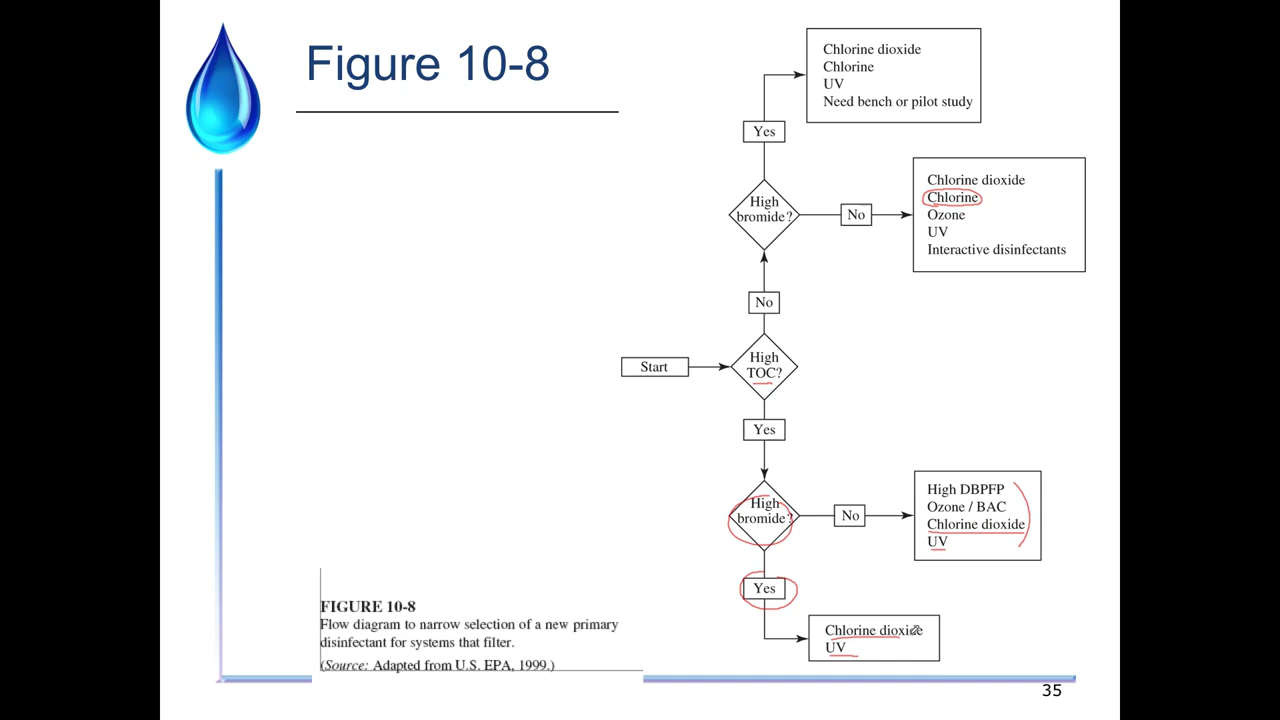 Figure 10-8
Chlorine dioxide
Chlorine
UV
Need bench or pilot study
Yes
High
bromide?
No
Chlorine dioxide
Chlorine
Ozone
UV
Interactive disinfectants
No
Start
High
TOC?
Yes
High
bromide?
No
High DBPFP
Ozone / BAC
Chlorine dioxide
UV
Yes
Chlorine dioxide
UV
FIGURE 10-8
Flow diagram to narrow selection of a new primary
disinfectant for systems that filter.
(Source: Adapted from U.S. EPA, 1999.)
35